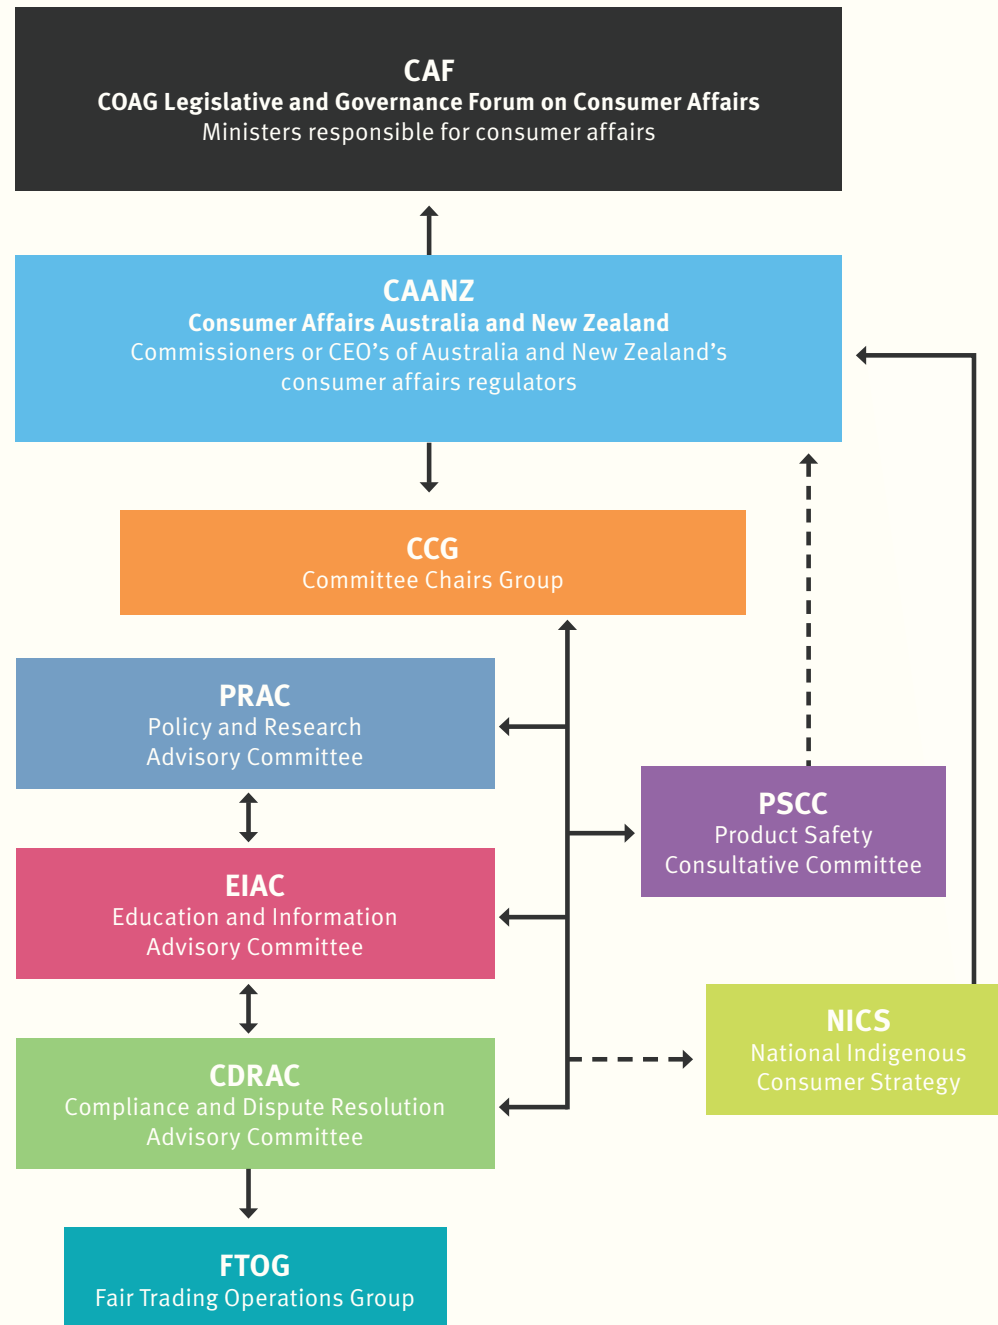 CAF
COAG Legislative and Governance Forum on Consumer Affairs
Ministers responsible for consumer affairs
CAANZ
Consumer Affairs Australia and New Zealand
Commissioners or CEO's of Australia and New Zealand's
consumer affairs regulators
CCG
Committee Chairs Group
PRAC
Policy and Research
Advisory Committee
PSCC
Product Safety
Consultative Committee
EIAC
Education and Information
Advisory Committee
NICS
National Indigenous
Consumer Strategy
CDRAC
Compliance and Dispute Resolution
Advisory Committee
FTOG
Fair Trading Operations Group